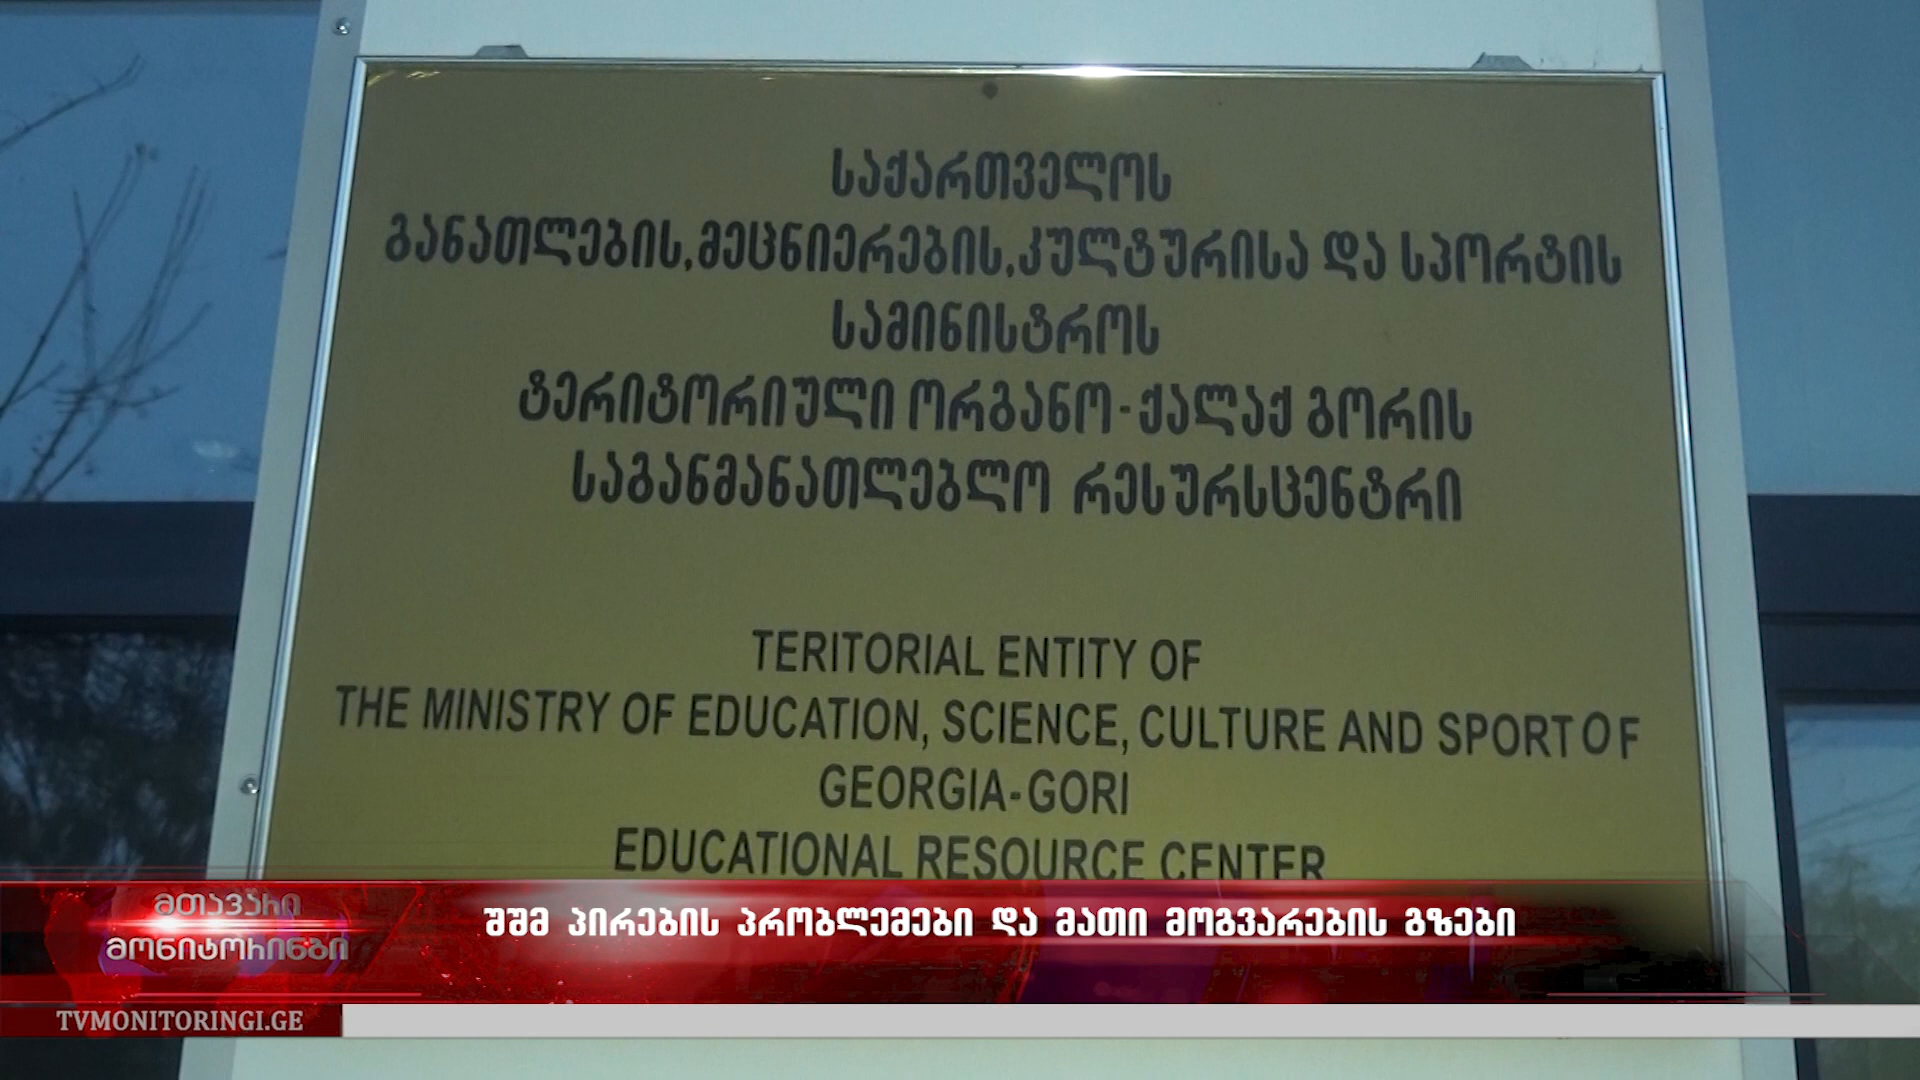 საქართველოს
განათლების,მეცნიერების,კულტურისა და სპორტის
სამინისტროს
ტერიტორიული ორგანო-ქალაქ გორის
საგანმანათლებლო რესურსცენტრი
TERITORIAL ENTITY OF
THE MINISTRY OF EDUCATION, SCIENCE, CULTURE AND SPORT OF
GEORGIA-GORI
EDUCATIONAL RESOURCE CENTER
მთავარი
მონიტორინგი
შშმ პირების პრობლემები და მათი მოგვარების გზები
TVMONITORINGI.GE